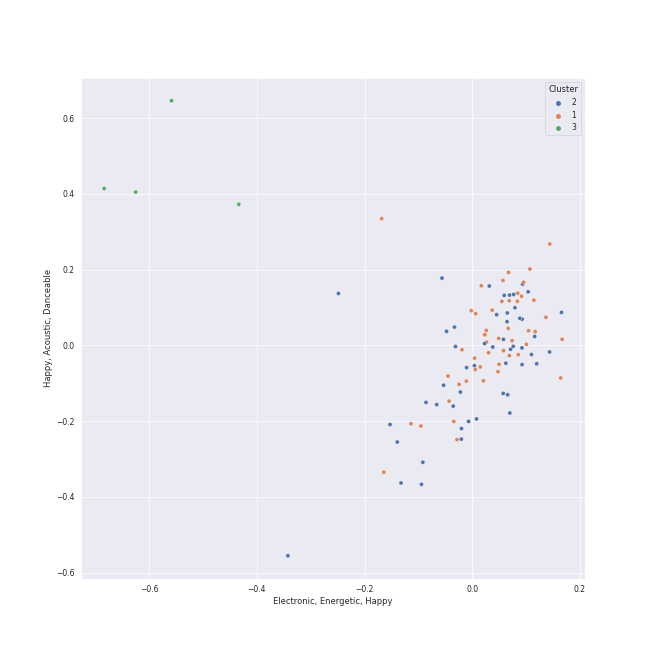 Cluster
2
1
3
0.6
0.4
0.2
0.0
−0.2
−0.4
−0.6
Happy, Acoustic, Danceable
−0.6 −0.4 −0.2 0.0 0.2
Electronic, Energetic, Happy